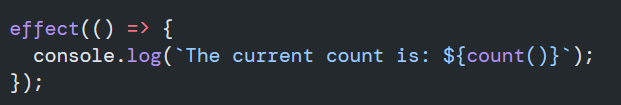 effect(() => {
  console.log(`The current count is: ${count()}`);
});